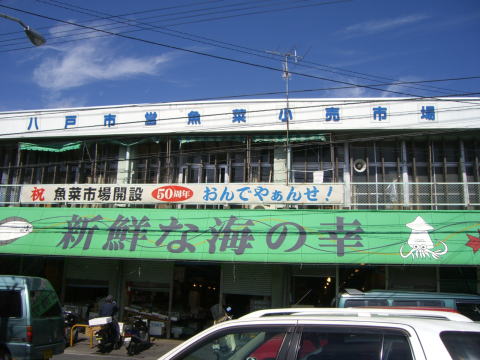 八戸市営魚菜小売市場
祝 魚菜市場開設 50周年 おんでやぁんせ!
新鮮な海の幸